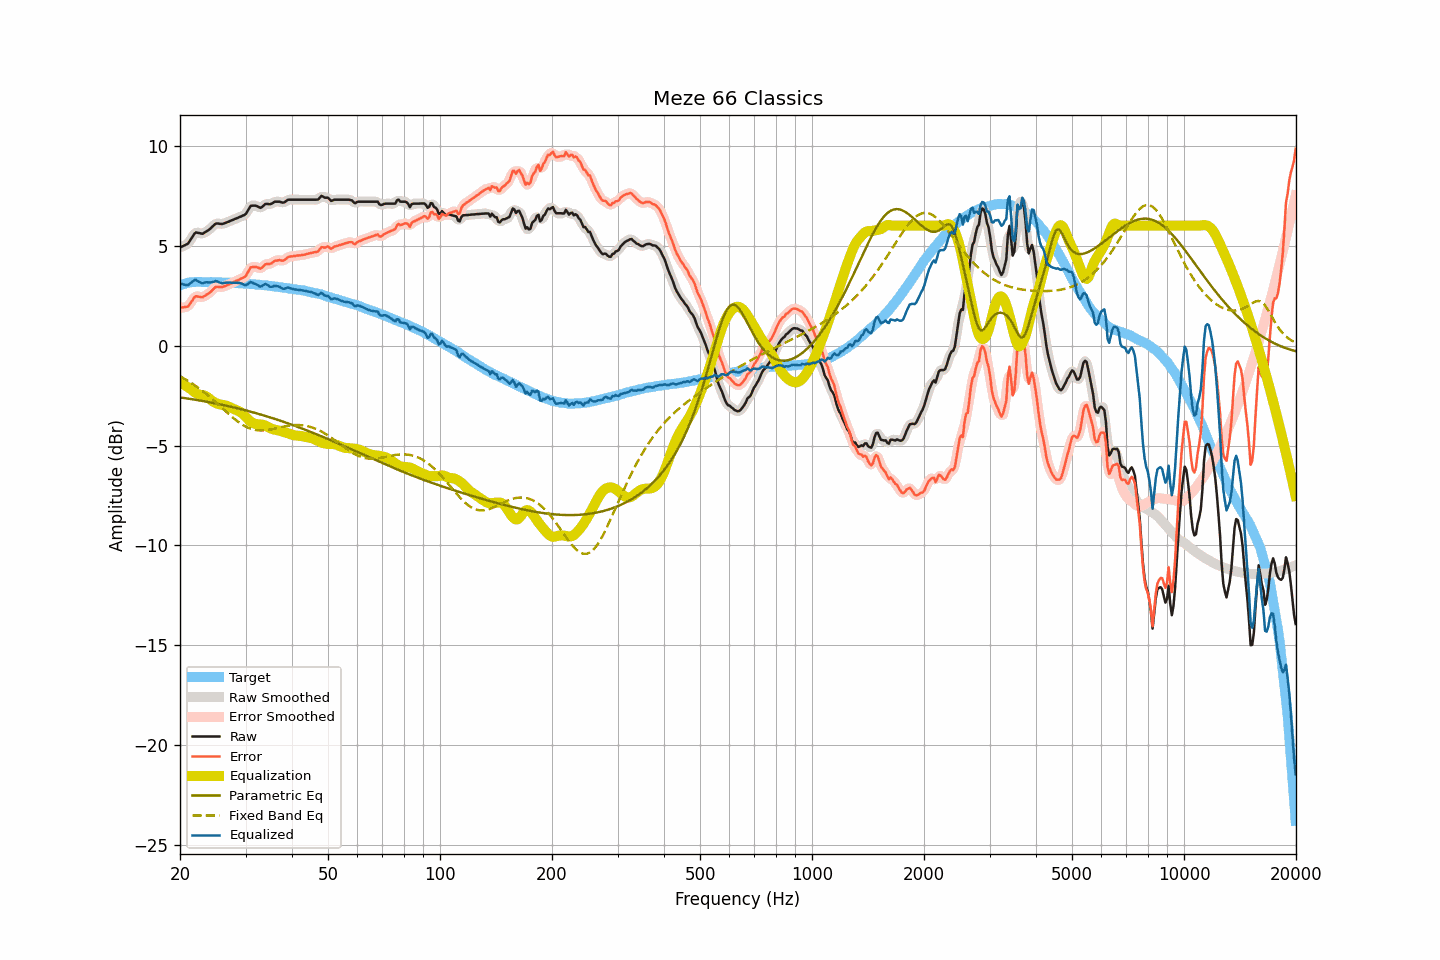 Meze 66 Classics
Amplitude (dBr)
10
5
0
−5
−10
−15
−20
−25
Target
Raw Smoothed
Error Smoothed
Raw
Error
Equalization
Parametric Eq
Fixed Band Eq
Equalized
20 50 100 200 500 1000 2000 5000 10000 20000
Frequency (Hz)